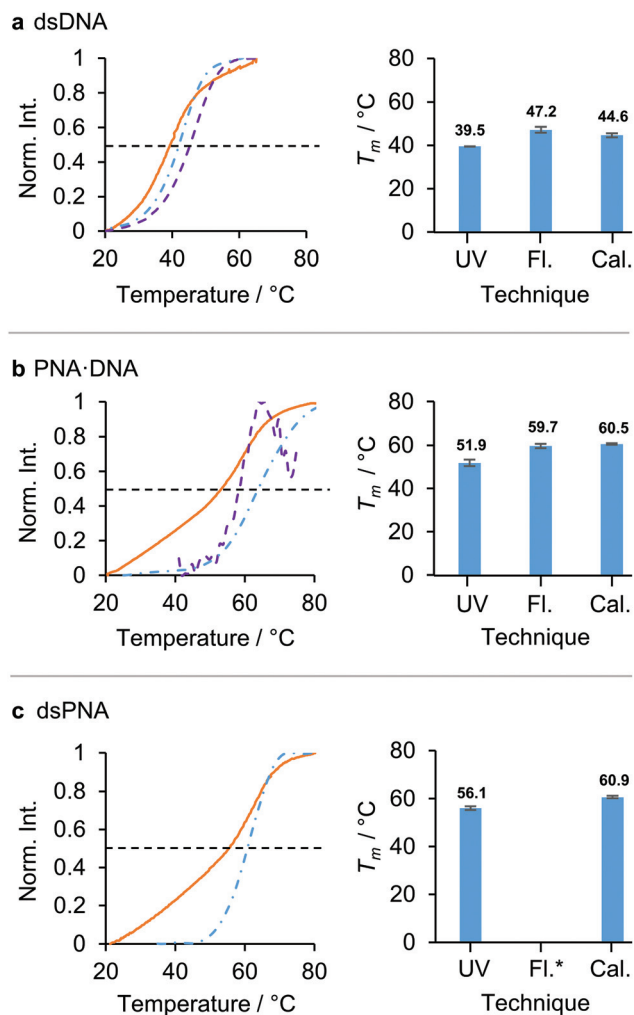 a dsDNA
Norm. Int.
1
0.8
0.6
0.4
0.2
0
20 40 60 80
Temperature / °C
Tm / °C
80
60
40
20
0
39.5 47.2 44.6
UV Fl. Cal.
Technique
b PNA·DNA
Norm. Int.
1
0.8
0.6
0.4
0.2
0
20 40 60 80
Temperature / °C
Tm / °C
80
60
40
20
0
51.9 59.7 60.5
UV Fl. Cal.
Technique
c dsPNA
Norm. Int.
1
0.8
0.6
0.4
0.2
0
20 40 60 80
Temperature / °C
Tm / °C
80
60
40
20
0
56.1 60.9
UV Fl.* Cal.
Technique